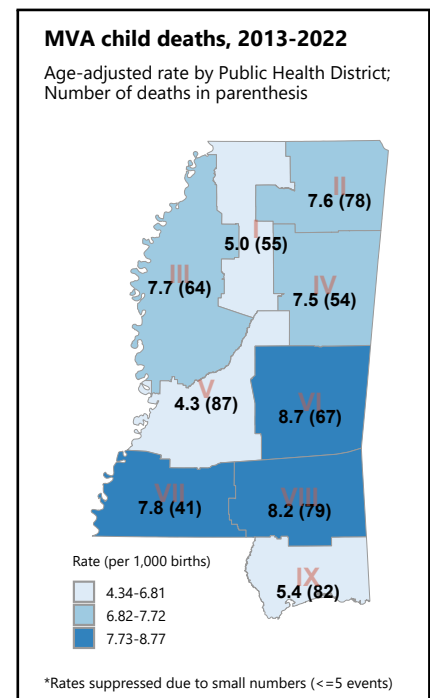 MVA child deaths, 2013-2022
Age-adjusted rate by Public Health District;
Number of deaths in parenthesis
II
7.6 (78)
I
5.0 (55)
III
7.7 (64)
IV
7.5 (54)
V
4.3 (87)
VI
8.7 (67)
VII
7.8 (41)
VIII
8.2 (79)
IX
5.4 (82)
Rate (per 1,000 births)
4.34-6.81
6.82-7.72
7.73-8.77
*Rates suppressed due to small numbers (<=5 events)